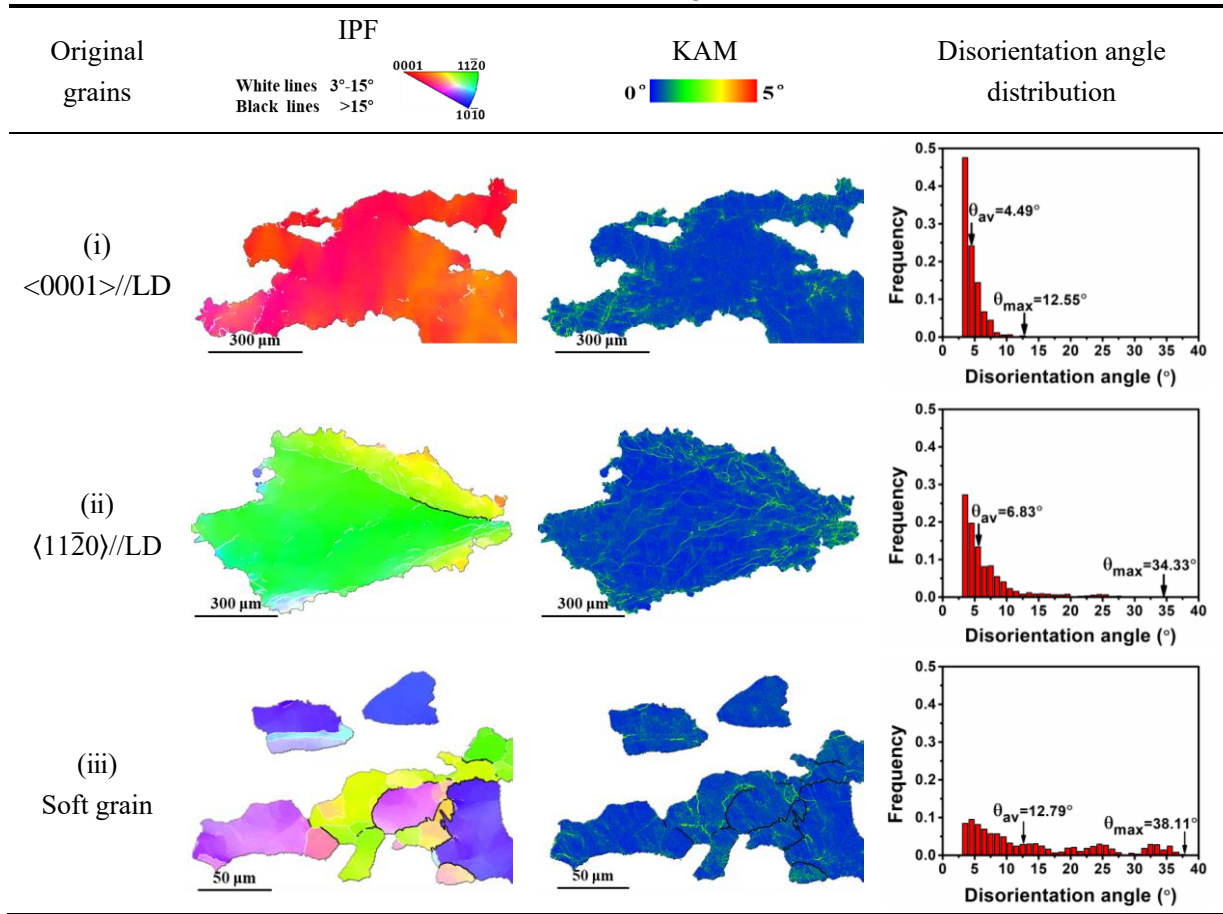 Original
grains
IPF
White lines 3°-15°
Black lines >15°
0001 112̄0
101̄0
KAM
0° 5°
Disorientation angle
distribution
(i)
<0001>//LD
300 μm
300 μm
Frequency
0.5
0.4
0.3
0.2
0.1
0.0
θav=4.49°
θmax=12.55°
0 5 10 15 20 25 30 35 40
Disorientation angle (°)
(ii)
⟨112̄0⟩//LD
300 μm
300 μm
Frequency
0.5
0.4
0.3
0.2
0.1
0.0
θav=6.83°
θmax=34.33°
0 5 10 15 20 25 30 35 40
Disorientation angle (°)
(iii)
Soft grain
50 μm
50 μm
Frequency
0.5
0.4
0.3
0.2
0.1
0.0
θav=12.79°
θmax=38.11°
0 5 10 15 20 25 30 35 40
Disorientation angle (°)